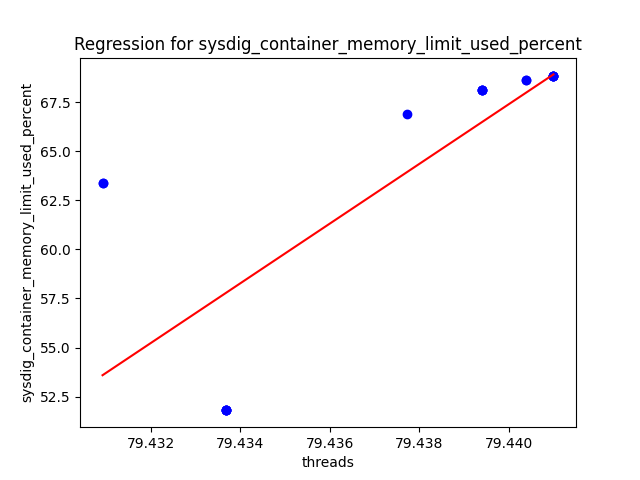 Regression for sysdig_container_memory_limit_used_percent
sysdig_container_memory_limit_used_percent
67.5
65.0
62.5
60.0
57.5
55.0
52.5
79.432 79.434 79.436 79.438 79.440
threads